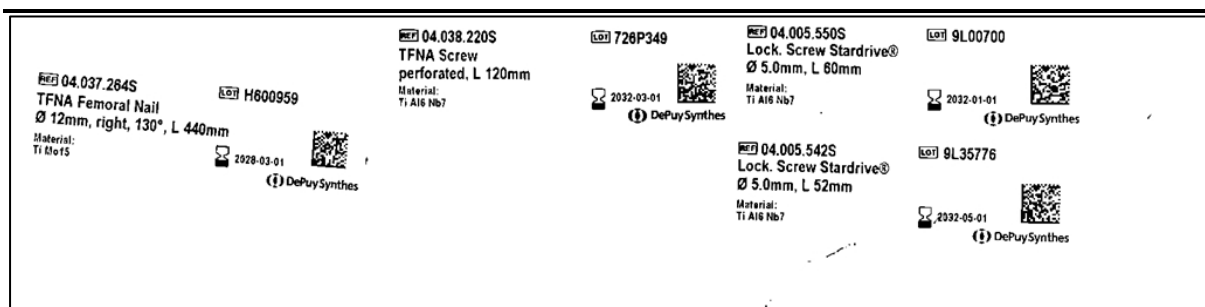 REF 04.037.264S
LOT H600959
TFNA Femoral Nail
Ø 12mm, right, 130°, L 440mm
Material:
Ti Mo15
2028-03-01
DePuySynthes
REF 04.038.220S
LOT 726P349
TFNA Screw
perforated, L 120mm
Material:
Ti Al6 Nb7
2032-03-01
DePuySynthes
REF 04.005.550S
LOT 9L00700
Lock. Screw Stardrive®
Ø 5.0mm, L 60mm
Material:
Ti Al6 Nb7
2032-01-01
DePuySynthes
REF 04.005.542S
LOT 9L35776
Lock. Screw Stardrive®
Ø 5.0mm, L 52mm
Material:
Ti Al6 Nb7
2032-05-01
DePuySynthes